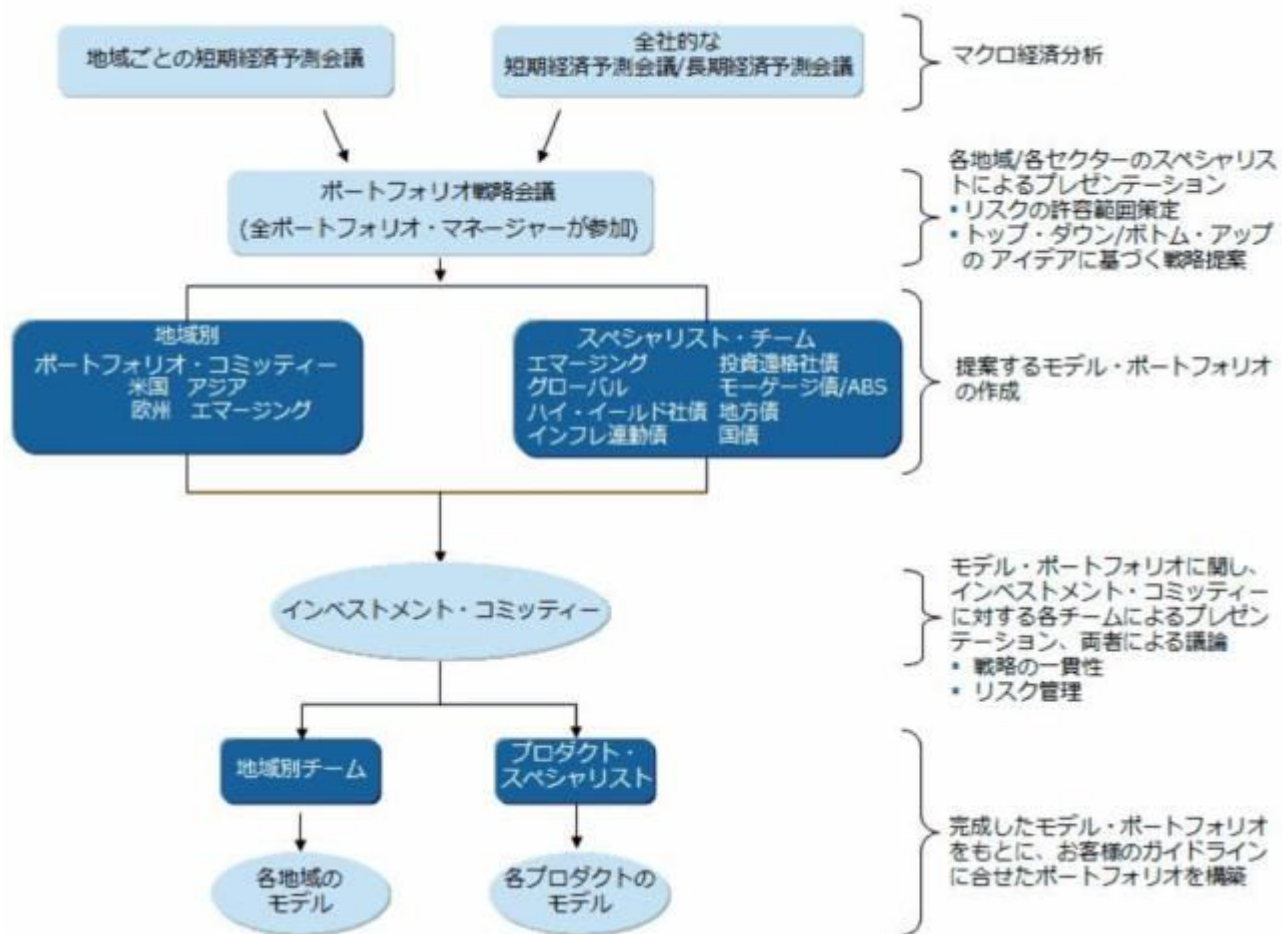 地域ごとの短期経済予測会議
全社的な
短期経済予測会議/長期経済予測会議
マクロ経済分析
ポートフォリオ戦略会議
(全ポートフォリオ・マネージャーが参加)
各地域/各セクターのスペシャリス
トによるプレゼンテーション
▪ リスクの許容範囲策定
▪ トップ・ダウン/ボトム・アップ
の アイデアに基づく戦略提案
地域別
ポートフォリオ・コミッティー
米国 アジア
欧州 エマージング
スペシャリスト・チーム
エマージング 投資適格社債
グローバル モーゲージ債/ABS
ハイ・イールド社債 地方債
インフレ連動債 国債
提案するモデル・ポートフォリオ
の作成
インベストメント・コミッティー
モデル・ポートフォリオに関し、
インベストメント・コミッティー
に対する各チームによるプレゼン
テーション、両者による議論
▪ 戦略の一貫性
▪ リスク管理
地域別チーム
プロダクト・
スペシャリスト
各地域の
モデル
各プロダクトの
モデル
完成したモデル・ポートフォリオ
をもとに、お客様のガイドライン
に合せたポートフォリオを構築